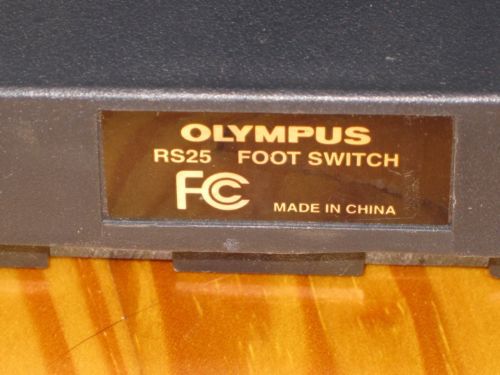 OLYMPUS
RS25 FOOT SWITCH
FC MADE IN CHINA